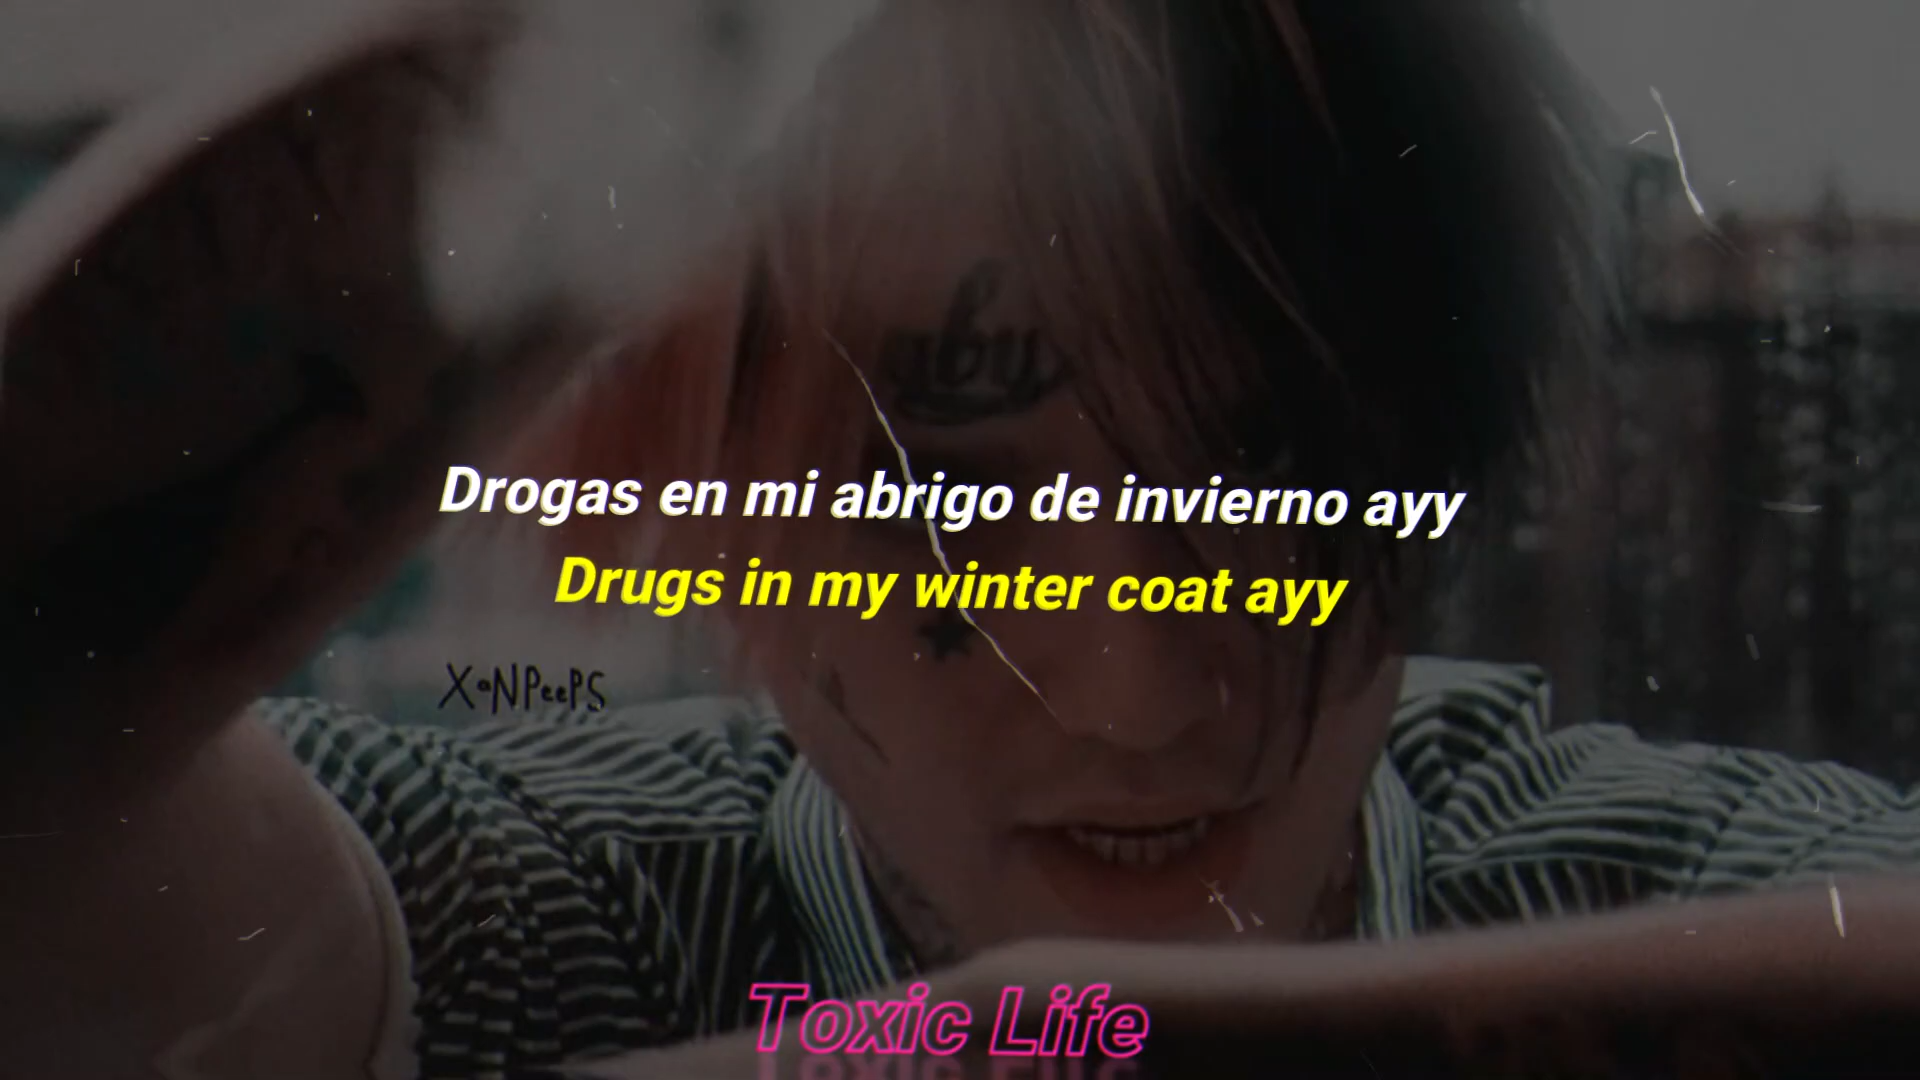 Drogas en mi abrigo de invierno ayy
Drugs in my winter coat ayy
XaNPeePS
Toxic Life